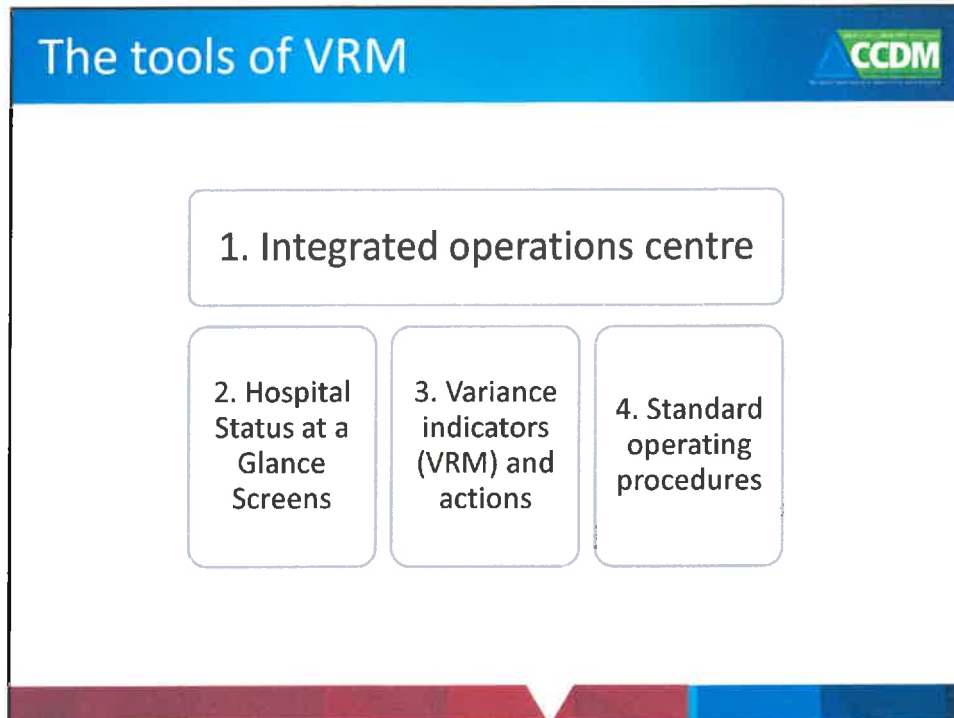 The tools of VRM
CCDM
1. Integrated operations centre
2. Hospital
Status at a
Glance
Screens
3. Variance
indicators
(VRM) and
actions
4. Standard
operating
procedures